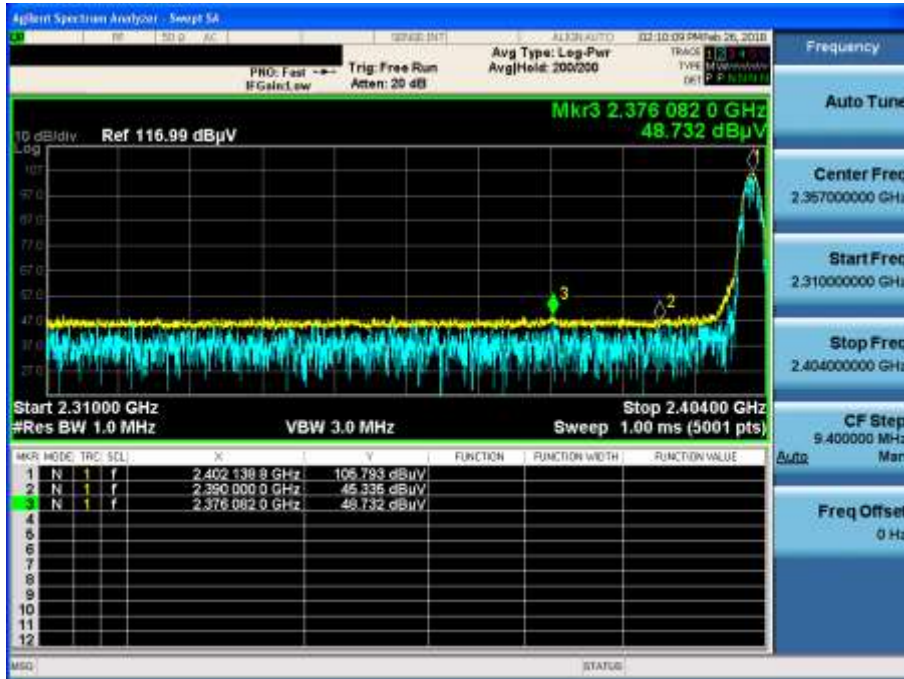 Agilent Spectrum Analyzer - Swept SA
RF 50 Ω AC SENSE:INT ALIGN AUTO 02:10:09 PM Feb 26, 2018
PNO: Fast Trig: Free Run Avg Type: Log-Pwr TRACE 1 2 3 4 5 6
IFGain:Low Atten: 20 dB Avg|Hold: 200/200 TYPE
DET P P N N N N
Mkr3 2.376 082 0 GHz
10 dB/div Ref 116.99 dBµV 48.732 dBµV
Log
107
97.0
87.0
77.0
67.0
57.0
47.0
37.0
27.0
1
3
2
Start 2.31000 GHz Stop 2.40400 GHz
#Res BW 1.0 MHz VBW 3.0 MHz Sweep 1.00 ms (5001 pts)
MKR MODE TRC SCL X Y FUNCTION FUNCTION WIDTH FUNCTION VALUE
1 N 1 f 2.402 138 8 GHz 105.793 dBµV
2 N 1 f 2.390 000 0 GHz 45.335 dBµV
3 N 1 f 2.376 082 0 GHz 48.732 dBµV
4
5
6
7
8
9
10
11
12
MSG STATUS
Frequency
Auto Tune
Center Freq
2.357000000 GHz
Start Freq
2.310000000 GHz
Stop Freq
2.404000000 GHz
CF Step
9.400000 MHz
Auto Man
Freq Offset
0 Hz